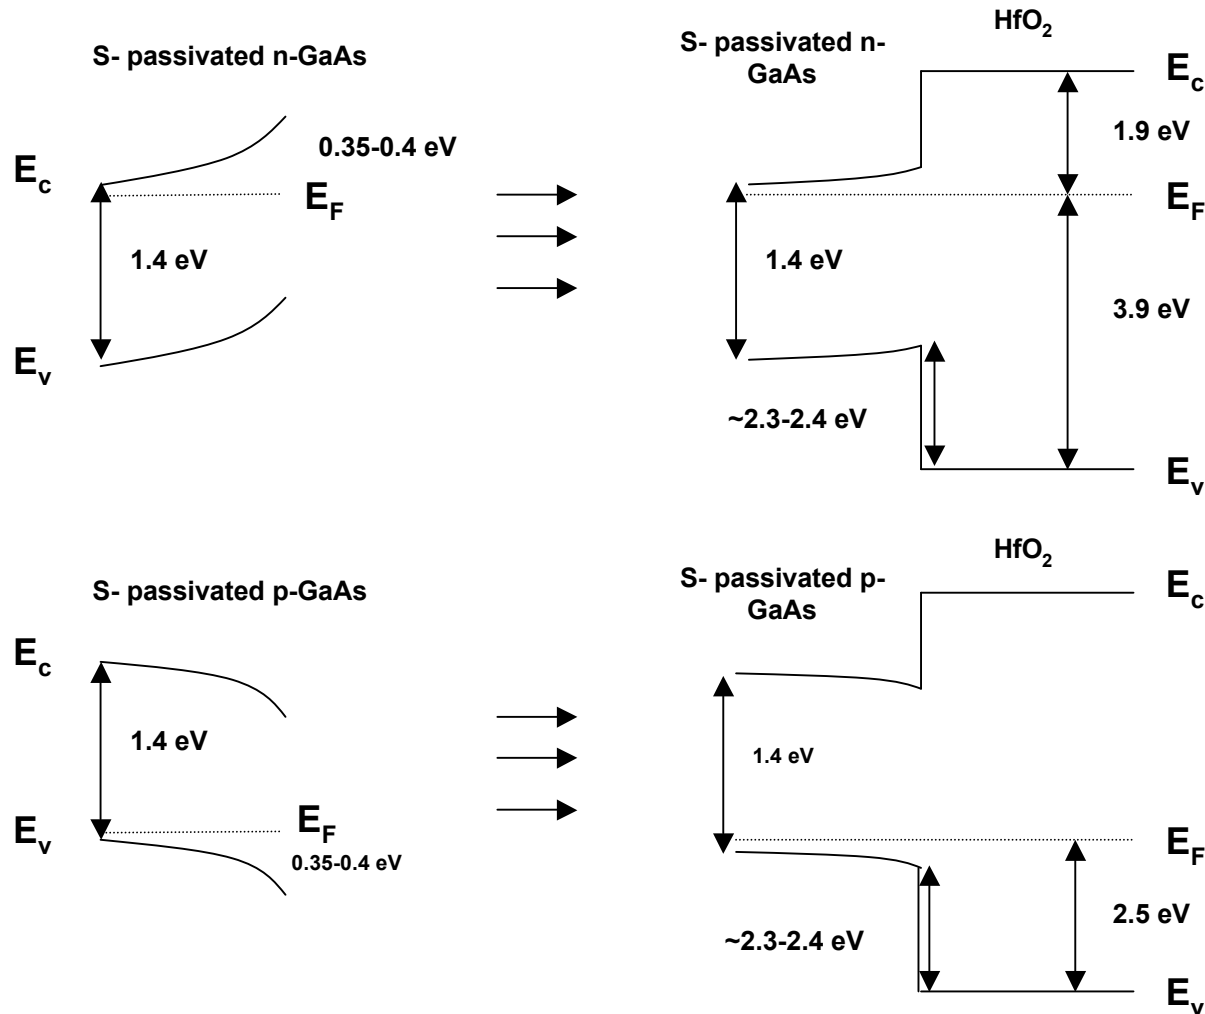 S- passivated n-GaAs
0.35-0.4 eV
Ec
EF
1.4 eV
Ev
HfO2
S- passivated n-
GaAs
Ec
1.9 eV
EF
1.4 eV
3.9 eV
~2.3-2.4 eV
Ev
S- passivated p-GaAs
Ec
1.4 eV
EF
Ev
0.35-0.4 eV
HfO2
S- passivated p-
GaAs
Ec
1.4 eV
EF
2.5 eV
~2.3-2.4 eV
Ev